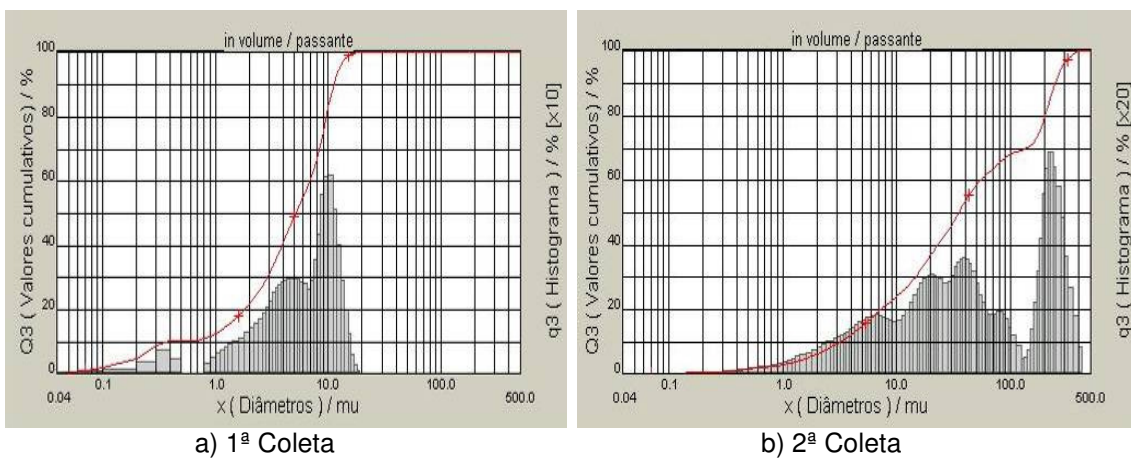 in volume / passante
Q3 ( Valores cumulativos) / %
100
80
60
40
20
0
q3 ( Histograma ) / % [x10]
0.04
0.1
1.0
10.0
100.0
500.0
x ( Diâmetros ) / mu
a) 1ª Coleta
in volume / passante
Q3 ( Valores cumulativos) / %
100
80
60
40
20
0
q3 ( Histograma ) / % [x20]
0.04
0.1
1.0
10.0
100.0
500.0
x ( Diâmetros ) / mu
b) 2ª Coleta